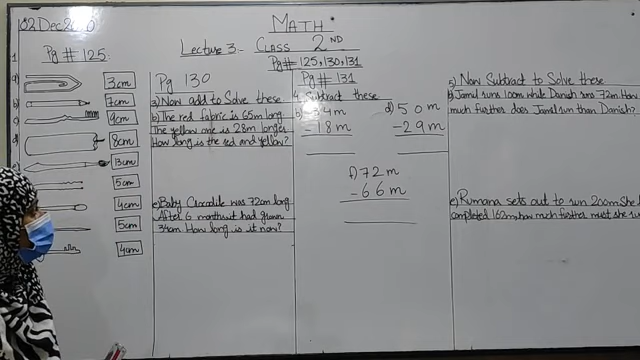 02 Dec 2020
MATH
Lecture 3:- CLASS 2ND
Pg # 125,130,131
Pg # 125:
a)
3cm
b)
7cm
c)
9cm
d)
8cm
e)
13cm
5cm
4cm
5cm
4cm
Pg 130
3) Now add to Solve these
b) The red fabric is 65m long
The yellow one is 28m longer
How long is the red and yellow?
e) Baby Crocodile was 72cm long
After 6 months it had grown
34cm How long is it now?
Pg # 131
4. Subtract these
b) 34m
- 18m
d) 50m
- 29m
f) 72m
- 66m
5) Now Subtract to Solve these
b) Jamil runs 100m while Danish runs 72m. How
much further does Jamil run than Danish?
e) Rumana sets out to run 200m She
completed 162m, how much further must she